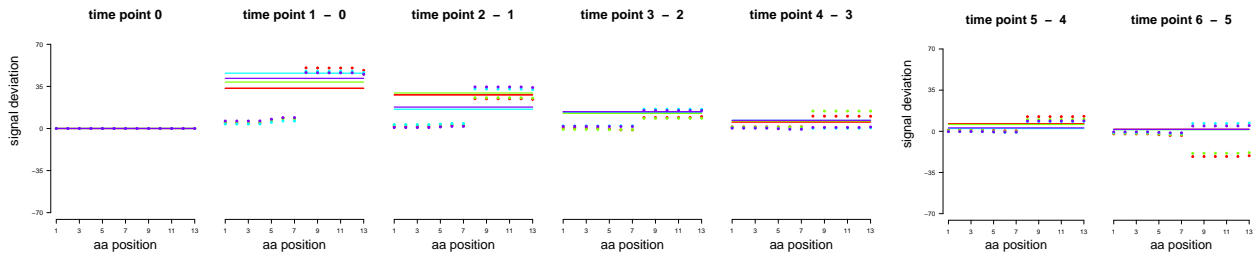 time point 0
time point 1 – 0
time point 2 – 1
time point 3 – 2
time point 4 – 3
time point 5 – 4
time point 6 – 5
signal deviation
70
35
0
−35
−70
1 3 5 7 9 11 13
aa position
1 3 5 7 9 11 13
aa position
1 3 5 7 9 11 13
aa position
1 3 5 7 9 11 13
aa position
1 3 5 7 9 11 13
aa position
signal deviation
70
35
0
−35
−70
1 3 5 7 9 11 13
aa position
1 3 5 7 9 11 13
aa position